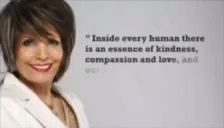 " Inside every human there
is an essence of kindness,
compassion and love, and